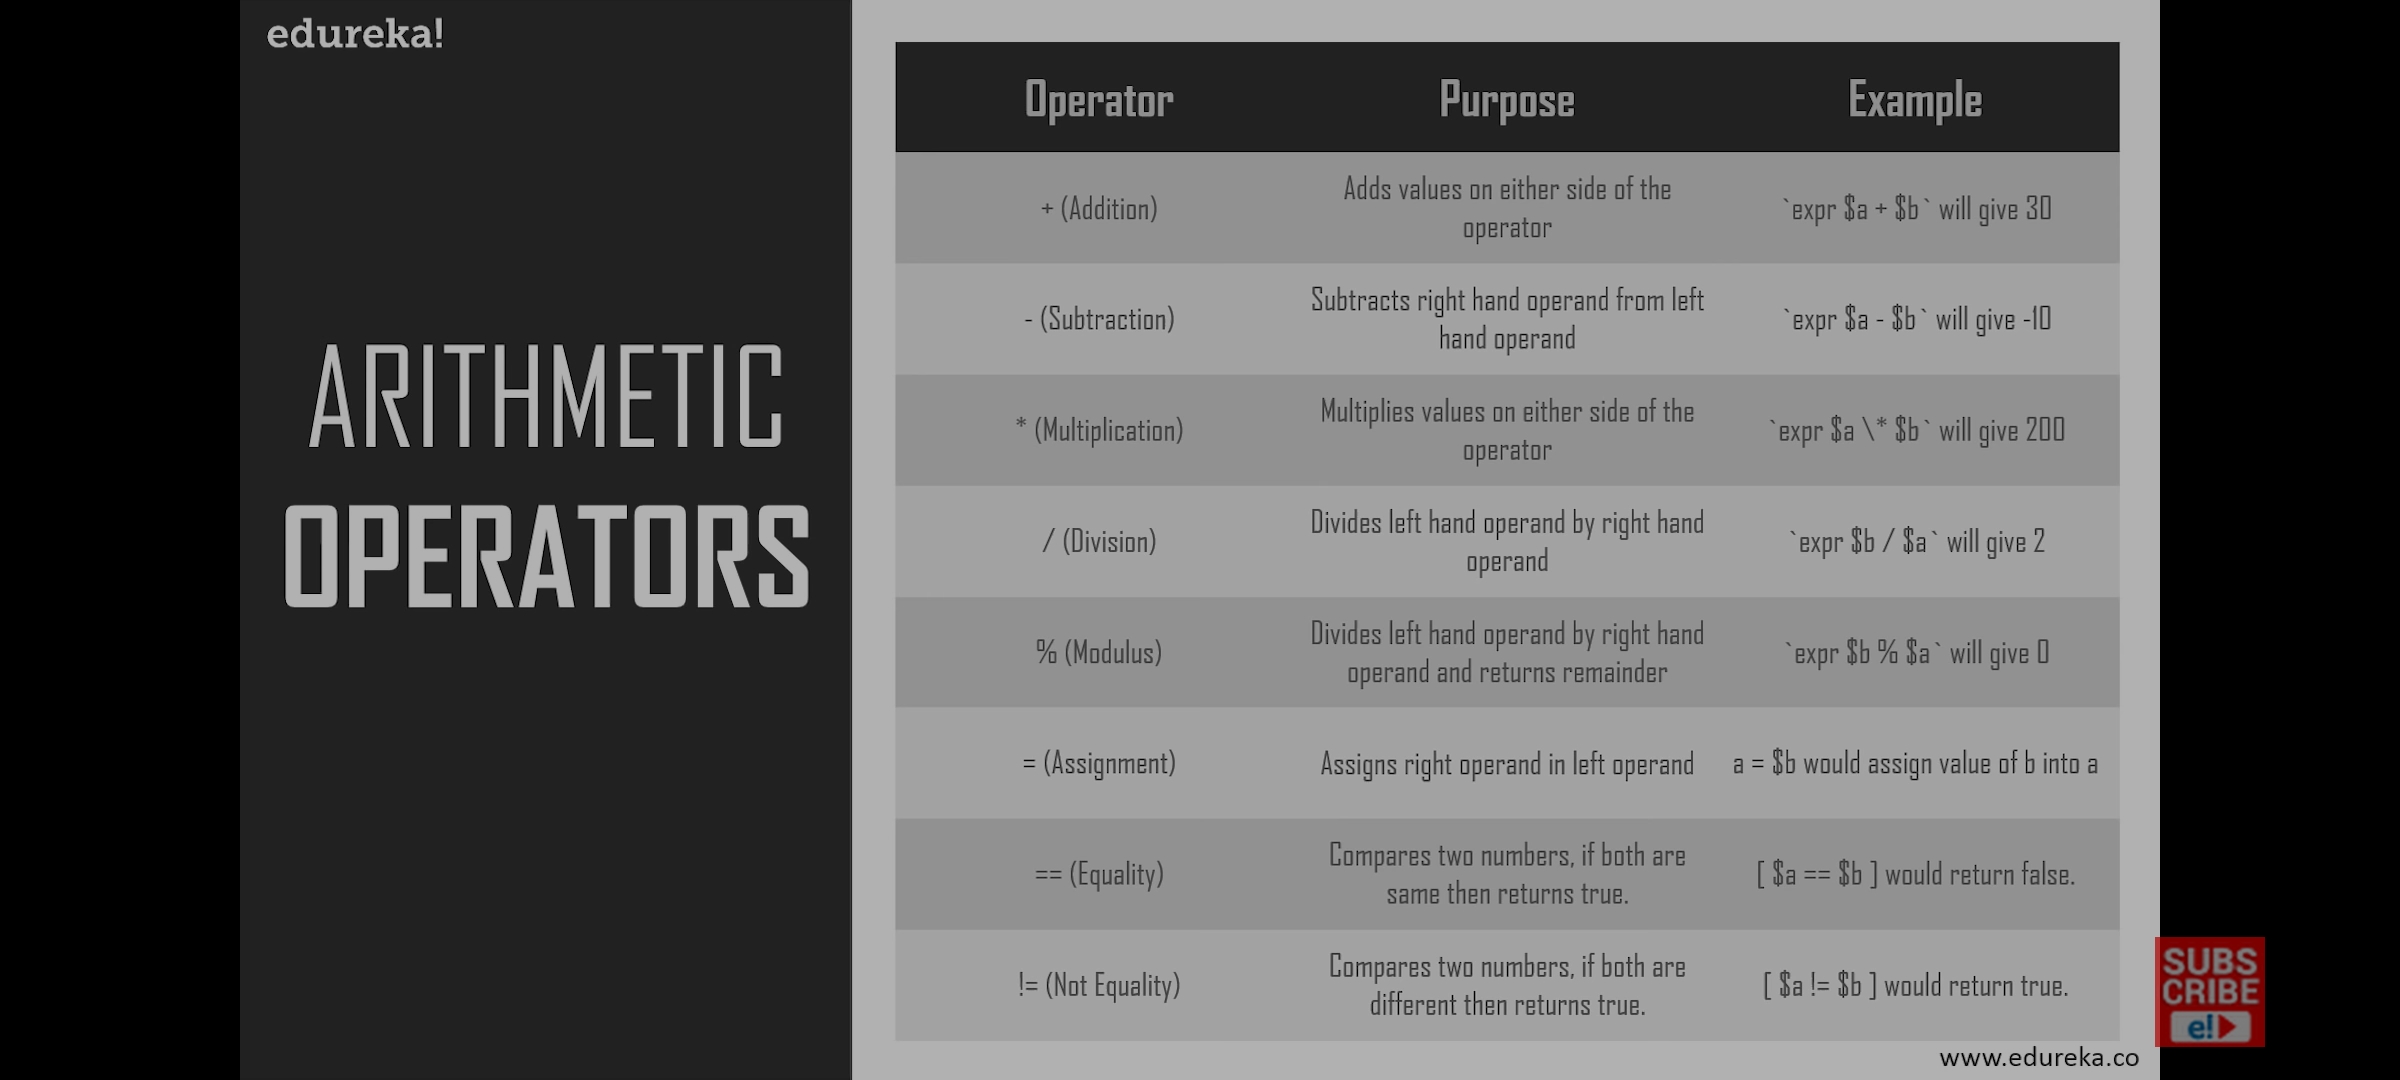 edureka!
ARITHMETIC
OPERATORS
Operator Purpose Example
+ (Addition) Adds values on either side of the operator `expr $a + $b` will give 30
- (Subtraction) Subtracts right hand operand from left hand operand `expr $a - $b` will give -10
* (Multiplication) Multiplies values on either side of the operator `expr $a \* $b` will give 200
/ (Division) Divides left hand operand by right hand operand `expr $b / $a` will give 2
% (Modulus) Divides left hand operand by right hand operand and returns remainder `expr $b % $a` will give 0
= (Assignment) Assigns right operand in left operand a = $b would assign value of b into a
== (Equality) Compares two numbers, if both are same then returns true. [ $a == $b ] would return false.
!= (Not Equality) Compares two numbers, if both are different then returns true. [ $a != $b ] would return true.
SUBS
CRIBE
e!
www.edureka.co